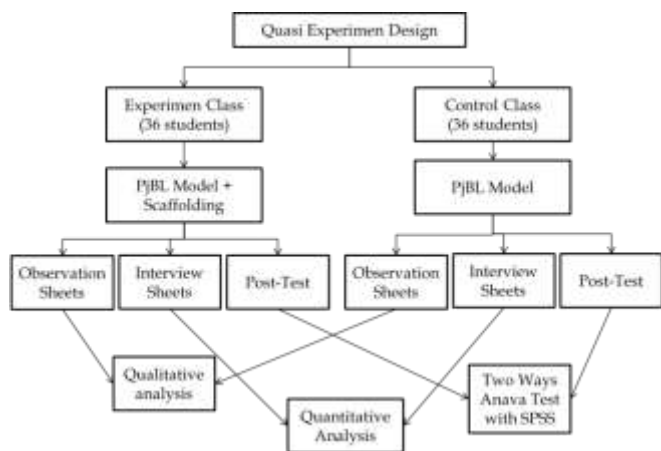 Quasi Experimen Design
Experimen Class
(36 students)
Control Class
(36 students)
PjBL Model +
Scaffolding
PjBL Model
Observation
Sheets
Interview
Sheets
Post-Test
Observation
Sheets
Interview
Sheets
Post-Test
Qualitative
analysis
Quantitative
Analysis
Two Ways
Anava Test
with SPSS